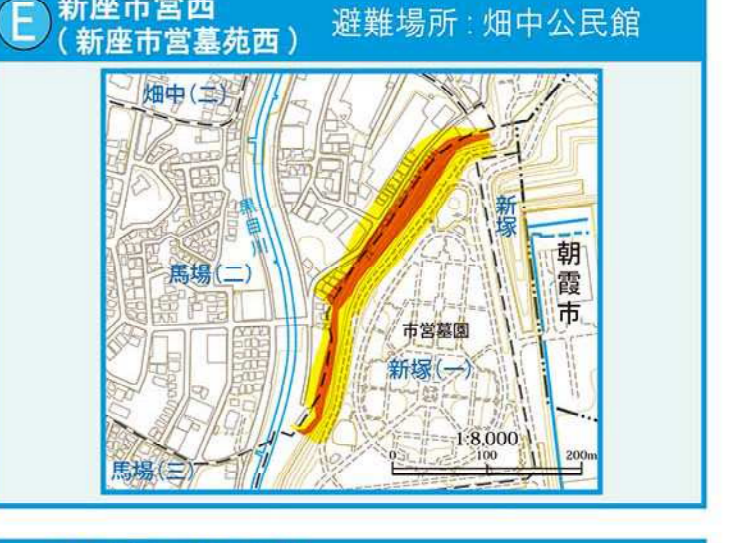 E
新座市営西
(新座市営墓苑西)
避難場所 : 畑中公民館
畑中(二)
黒目川
新塚
馬場(二)
朝霞市
市営墓園
新塚(一)
1:8,000
0 100 200m
馬場(三)